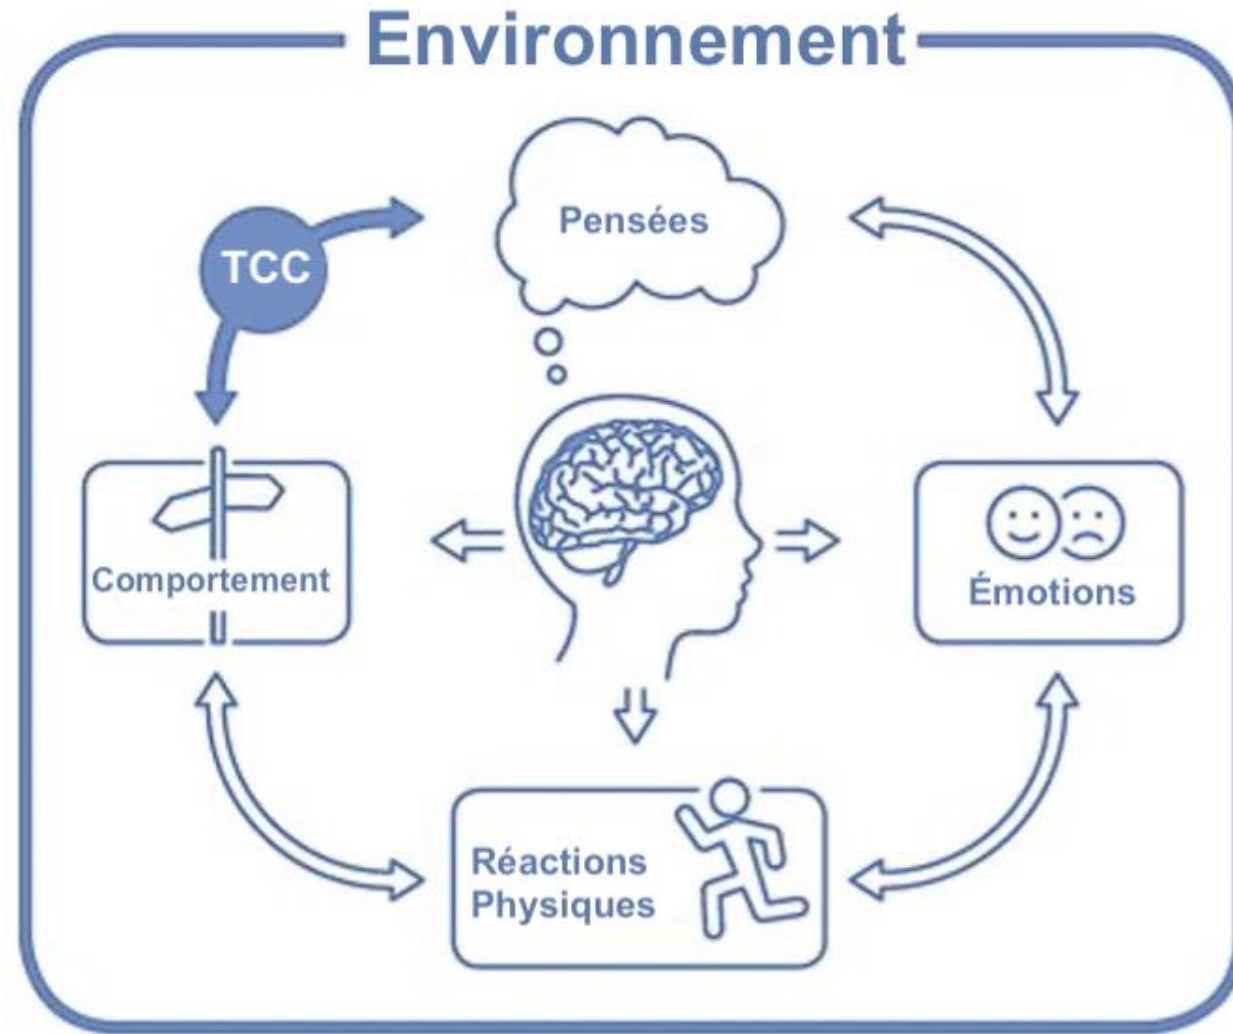 Environnement
Pensées
TCC
Comportement
Émotions
Réactions
Physiques